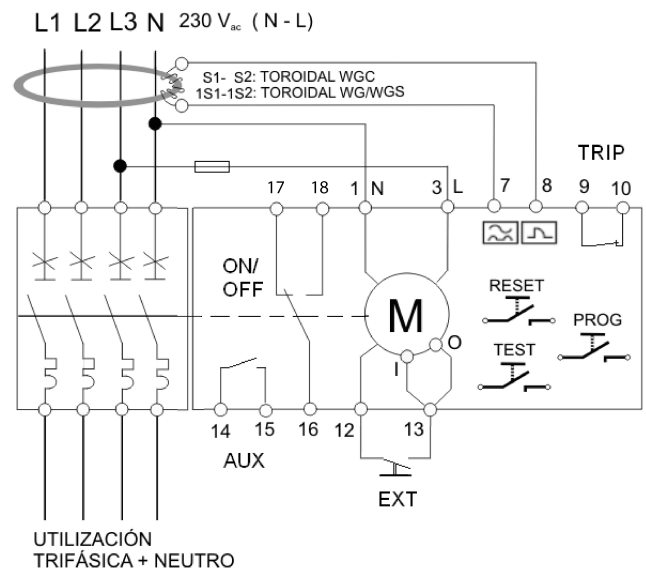 L1 L2 L3 N 230 Vac ( N - L)
S1- S2: TOROIDAL WGC
1S1-1S2: TOROIDAL WG/WGS
TRIP
17 18 1 N 3 L 7 8 9 10
ON/
OFF
M
RESET
PROG
TEST
I O
14 15 16 12 13
AUX
EXT
UTILIZACIÓN
TRIFÁSICA + NEUTRO